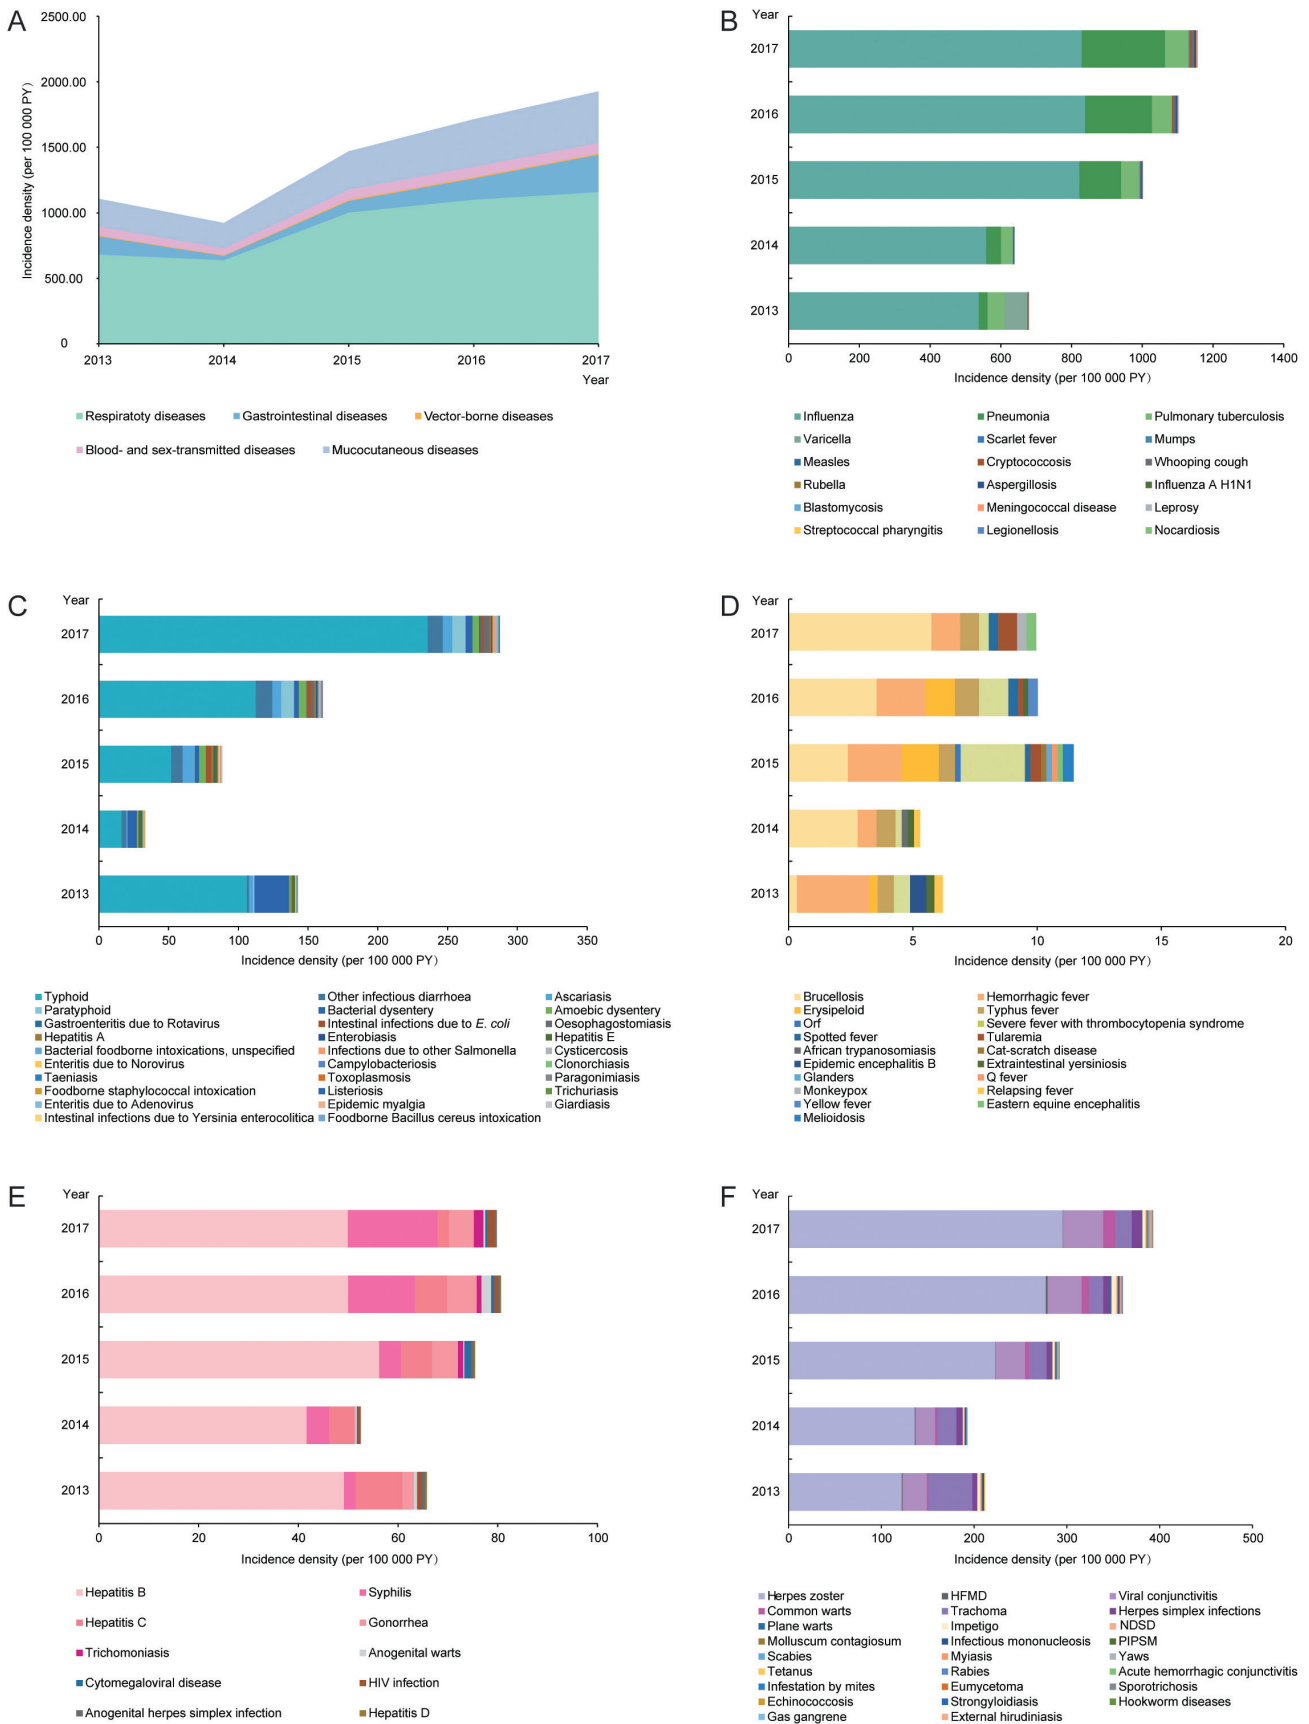 A
2500.00
2000.00
1500.00
1000.00
500.00
0
Incidence density (per 100 000 PY)
2013 2014 2015 2016 2017
Year
Respiratoty diseases Gastrointestinal diseases Vector-borne diseases
Blood- and sex-transmitted diseases Mucocutaneous diseases
B
Year
2017
2016
2015
2014
2013
0 200 400 600 800 1000 1200 1400
Incidence density (per 100 000 PY)
Influenza Pneumonia Pulmonary tuberculosis
Varicella Scarlet fever Mumps
Measles Cryptococcosis Whooping cough
Rubella Aspergillosis Influenza A H1N1
Blastomycosis Meningococcal disease Leprosy
Streptococcal pharyngitis Legionellosis Nocardiosis
C
Year
2017
2016
2015
2014
2013
0 50 100 150 200 250 300 350
Incidence density (per 100 000 PY)
Typhoid Other infectious diarrhoea Ascariasis
Paratyphoid Bacterial dysentery Amoebic dysentery
Gastroenteritis due to Rotavirus Intestinal infections due to E. coli Oesophagostomiasis
Hepatitis A Enterobiasis Hepatitis E
Bacterial foodborne intoxications, unspecified Infections due to other Salmonella Cysticercosis
Enteritis due to Norovirus Campylobacteriosis Clonorchiasis
Taeniasis Toxoplasmosis Paragonimiasis
Foodborne staphylococcal intoxication Listeriosis Trichuriasis
Enteritis due to Adenovirus Epidemic myalgia Giardiasis
Intestinal infections due to Yersinia enterocolitica Foodborne Bacillus cereus intoxication
D
Year
2017
2016
2015
2014
2013
0 5 10 15 20
Incidence density (per 100 000 PY)
Brucellosis Hemorrhagic fever
Erysipeloid Typhus fever
Orf Severe fever with thrombocytopenia syndrome
Spotted fever Tularemia
African trypanosomiasis Cat-scratch disease
Epidemic encephalitis B Extraintestinal yersiniosis
Glanders Q fever
Monkeypox Relapsing fever
Yellow fever Eastern equine encephalitis
Melioidosis
E
Year
2017
2016
2015
2014
2013
0 20 40 60 80 100
Incidence density (per 100 000 PY)
Hepatitis B Syphilis
Hepatitis C Gonorrhea
Trichomoniasis Anogenital warts
Cytomegaloviral disease HIV infection
Anogenital herpes simplex infection Hepatitis D
F
Year
2017
2016
2015
2014
2013
0 100 200 300 400 500
Incidence density (per 100 000 PY)
Herpes zoster HFMD Viral conjunctivitis
Common warts Trachoma Herpes simplex infections
Plane warts Impetigo NDSD
Molluscum contagiosum Infectious mononucleosis PIPSM
Scabies Myiasis Yaws
Tetanus Rabies Acute hemorrhagic conjunctivitis
Infestation by mites Eumycetoma Sporotrichosis
Echinococcosis Strongyloidiasis Hookworm diseases
Gas gangrene External hirudiniasis